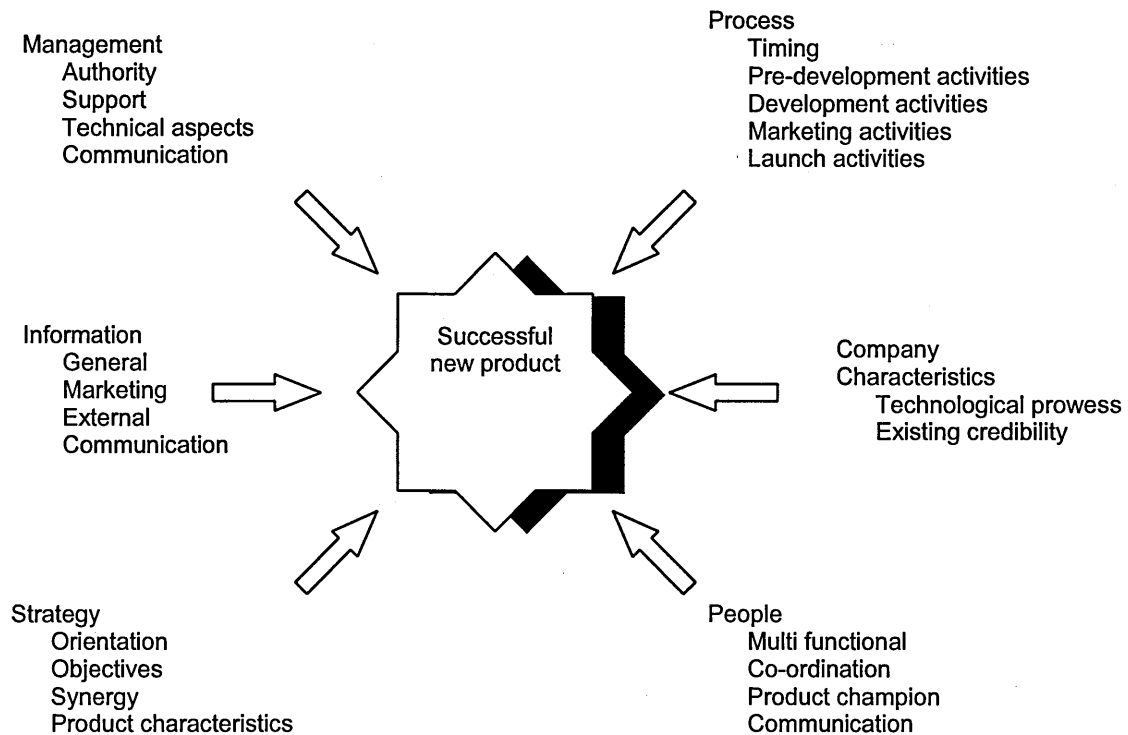 Management
Authority
Support
Technical aspects
Communication
Process
Timing
Pre-development activities
Development activities
Marketing activities
Launch activities
Information
General
Marketing
External
Communication
Successful
new product
Company
Characteristics
Technological prowess
Existing credibility
Strategy
Orientation
Objectives
Synergy
Product characteristics
People
Multi functional
Co-ordination
Product champion
Communication